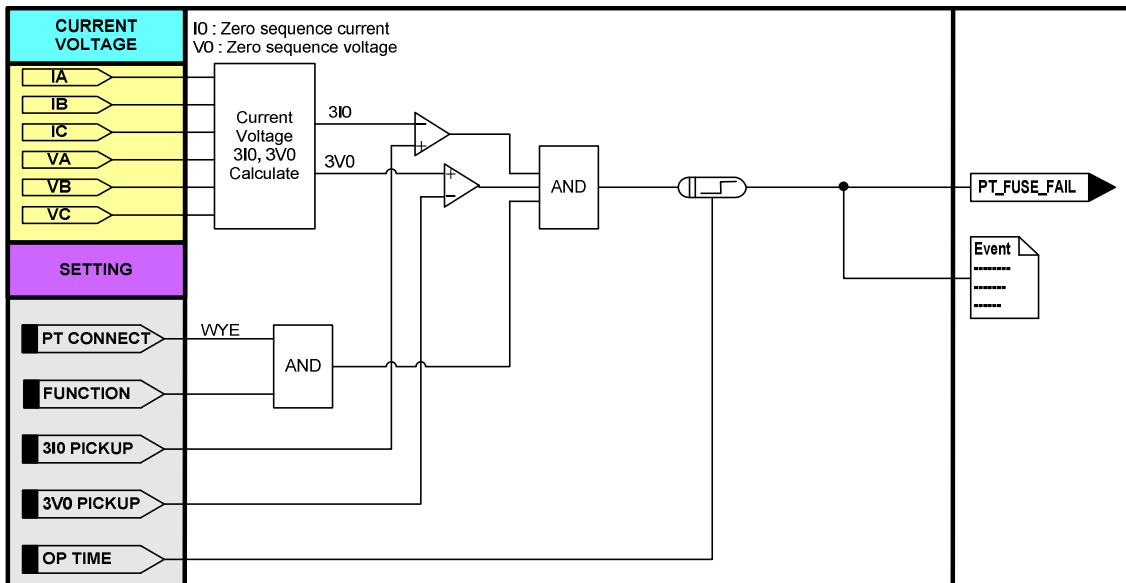 CURRENT
VOLTAGE
I0 : Zero sequence current
V0 : Zero sequence voltage
IA
IB
IC
VA
VB
VC
Current
Voltage
3I0, 3V0
Calculate
3I0
3V0
−
+
+
−
AND
PT_FUSE_FAIL
Event
SETTING
PT CONNECT
WYE
AND
FUNCTION
3I0 PICKUP
3V0 PICKUP
OP TIME